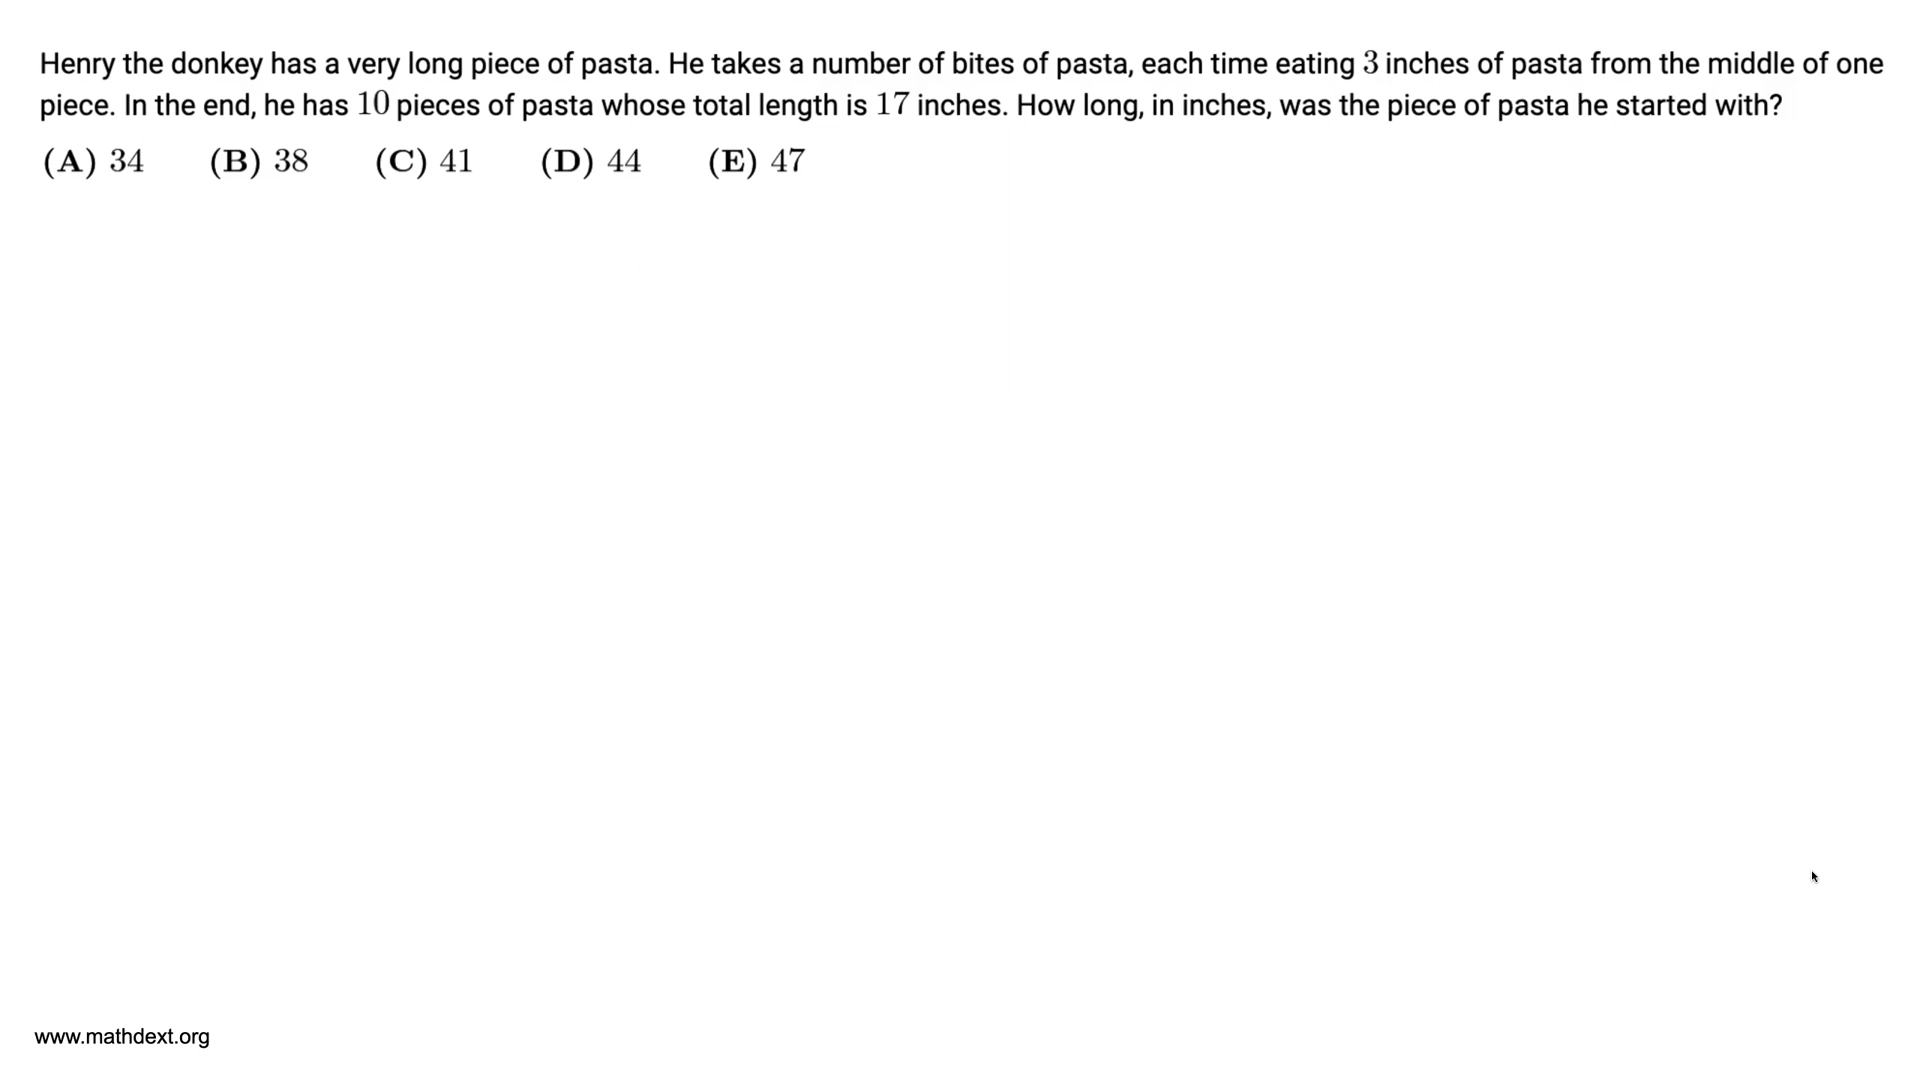 Henry the donkey has a very long piece of pasta. He takes a number of bites of pasta, each time eating 3 inches of pasta from the middle of one
piece. In the end, he has 10 pieces of pasta whose total length is 17 inches. How long, in inches, was the piece of pasta he started with?
(A) 34 (B) 38 (C) 41 (D) 44 (E) 47
www.mathdext.org